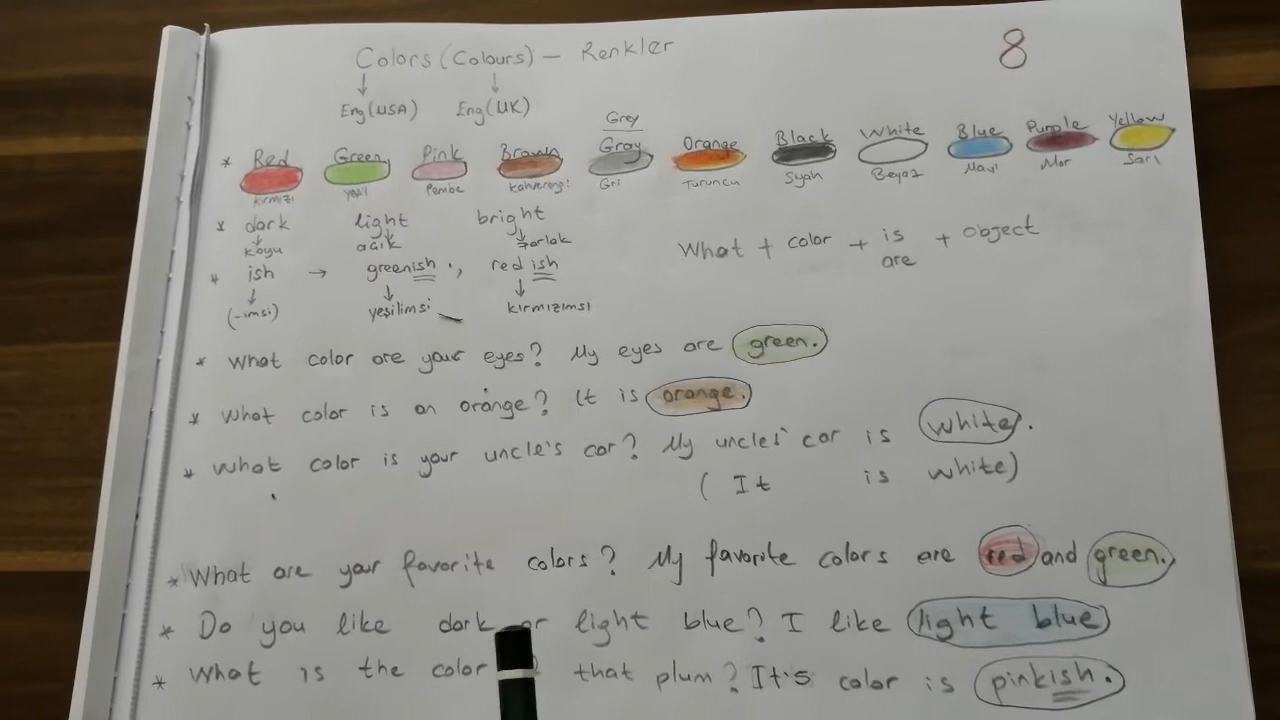 Colors (Colours) – Renkler
8
↓ ↓
Eng(USA) Eng(UK)
Grey
* Red Green Pink Brown Gray Orange Black White Blue Purple Yellow
Kırmızı yeşil Pembe kahverengi Gri Turuncu Syah Beyaz Mavi Mor Sarı
* dark light bright
↓ ↓ ↓
koyu açık parlak
What + color + is + object
are
* ish → greenish , red ish
↓ ↓ ↓
(-ımsı) yeşilimsi kırmızımsı
* What color are your eyes? My eyes are green.
* What color is an orange? It is orange.
* What color is your uncle's car? My uncles' car is white.
( It is white)
* What are your favorite colors? My favorite colors are red and green.
* Do you like dark or light blue? I like light blue
* What is the color that plum? It's color is pinkish.